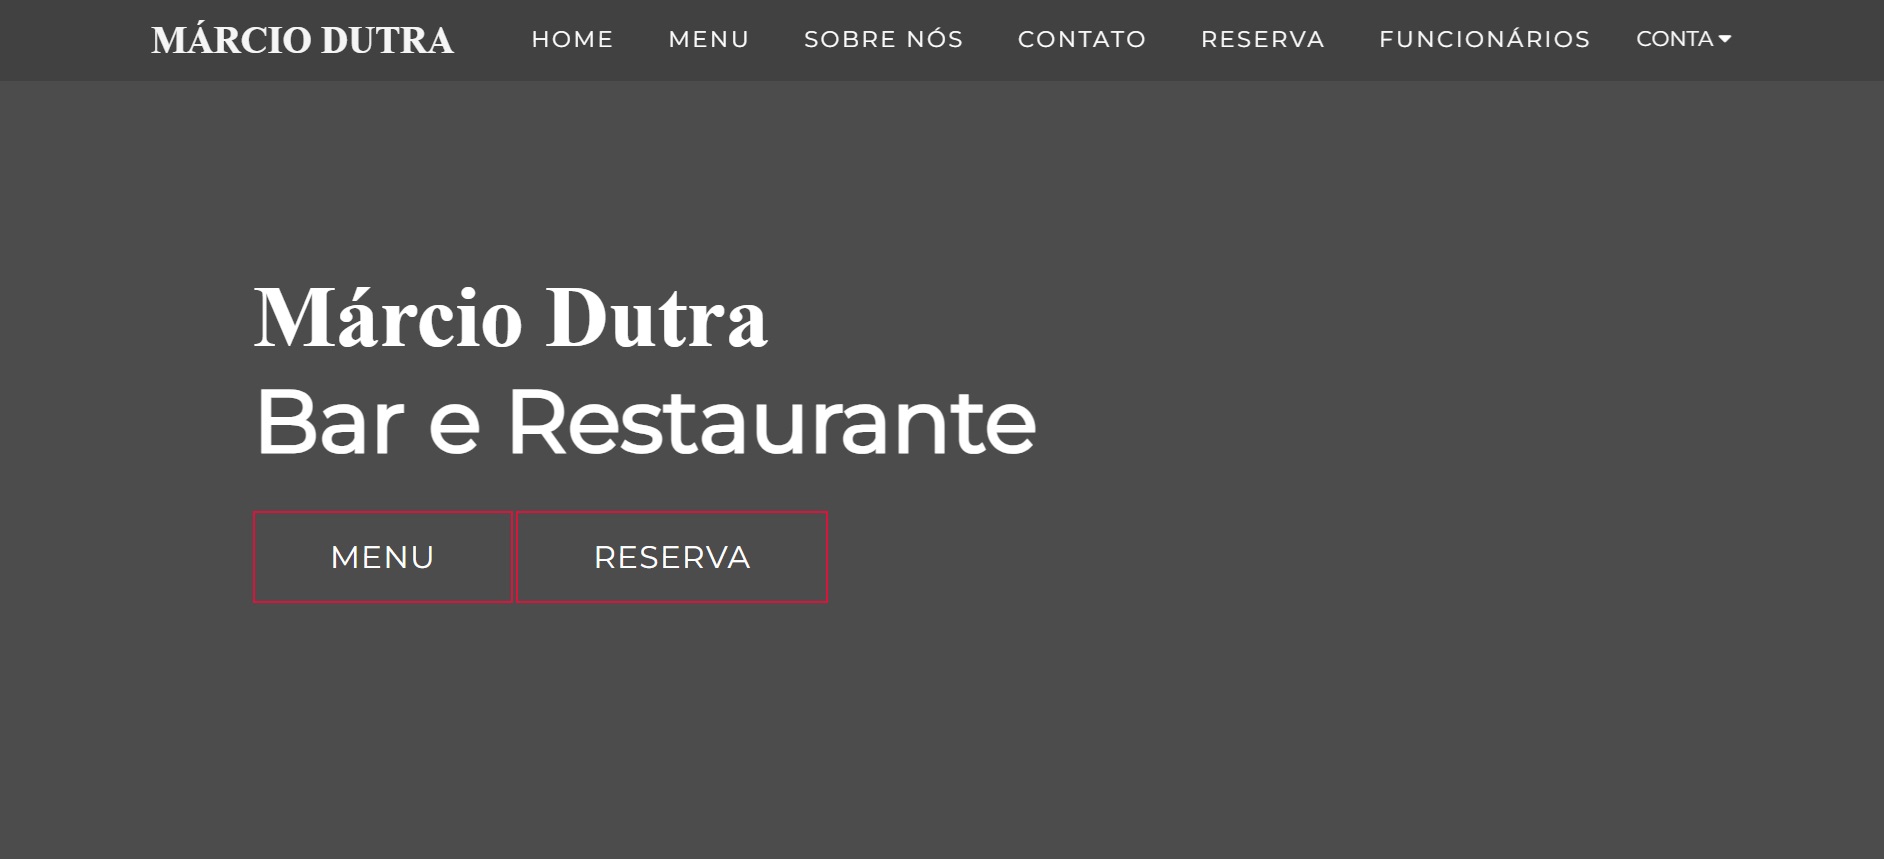 MÁRCIO DUTRA HOME MENU SOBRE NÓS CONTATO RESERVA FUNCIONÁRIOS CONTA
Márcio Dutra
Bar e Restaurante
MENU RESERVA